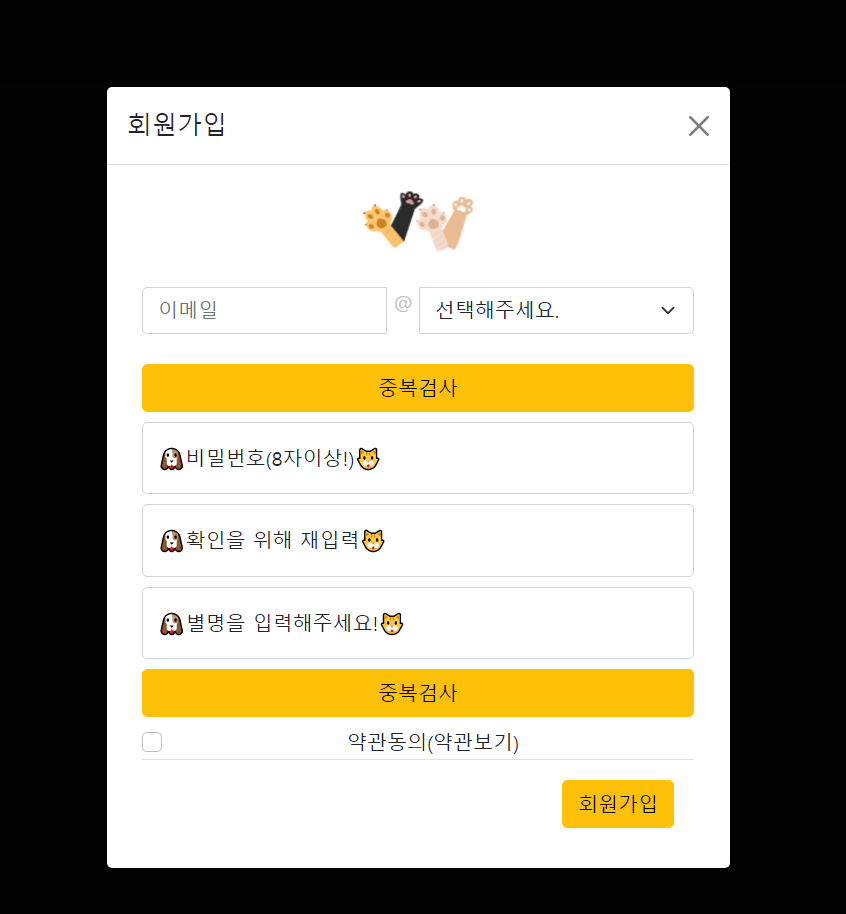 회원가입
이메일 @ 선택해주세요.
중복검사
🐶비밀번호(8자이상!)🐱
🐶확인을 위해 재입력🐱
🐶별명을 입력해주세요!🐱
중복검사
약관동의(약관보기)
회원가입